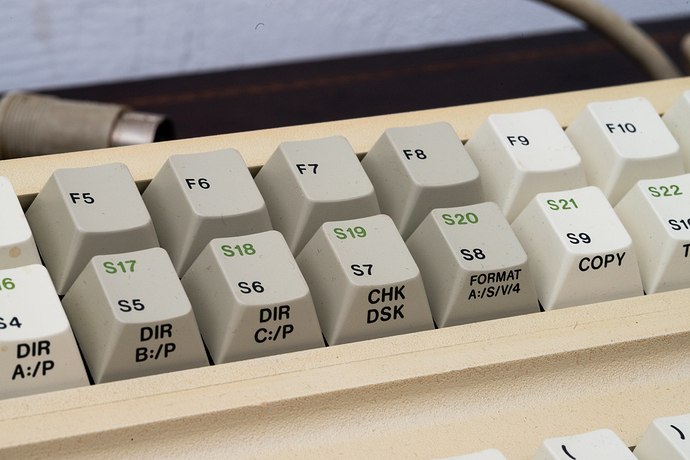 F5
F6
F7
F8
F9
F10
S17
S18
S19
S20
S21
S22
S4
S5
S6
S7
S8
S9
DIR
A:/P
DIR
B:/P
DIR
C:/P
CHK
DSK
FORMAT
A:/S/V/4
COPY